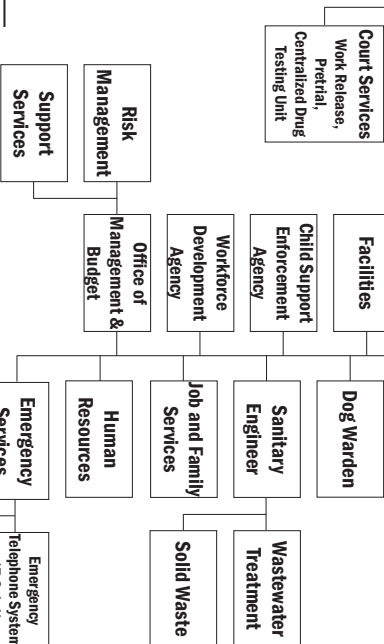 Court Services
Work Release,
Pretrial,
Centralized Drug
Testing Unit
Facilities
Dog Warden
Child Support
Enforcement
Agency
Sanitary
Engineer
Wastewater
Treatment
Workforce
Development
Agency
Job and Family
Services
Solid Waste
Risk
Management
Office of
Management &
Budget
Human
Resources
Support
Services
Emergency
Services
Emergency
Telephone System